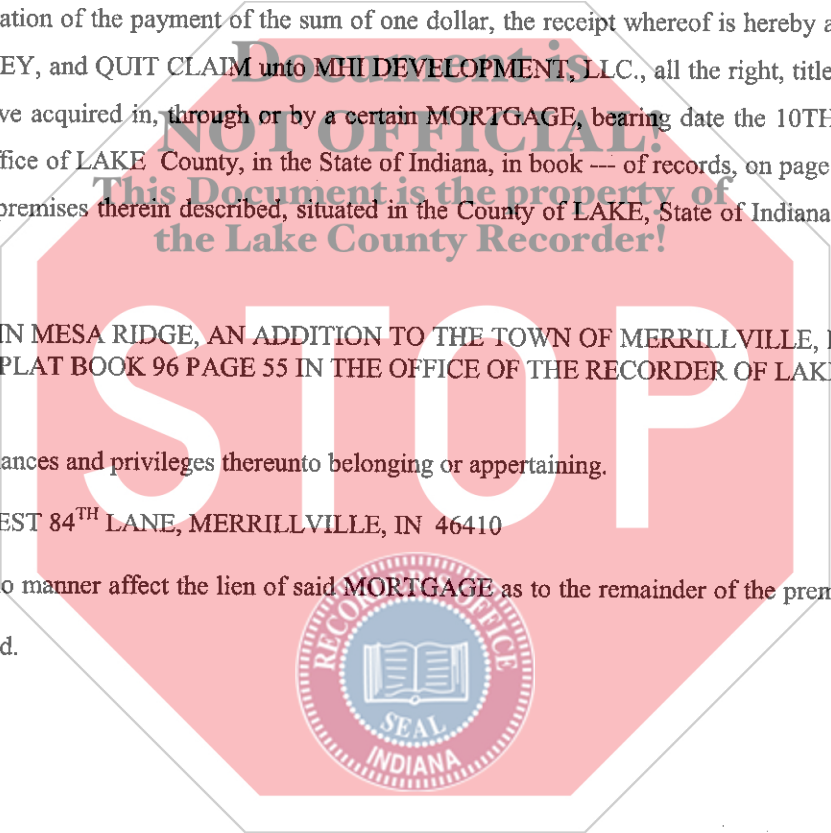 ation of the payment of the sum of one dollar, the receipt whereof is hereby a
Document is
EY, and QUIT CLAIM unto MHI DEVELOPMENT, LLC., all the right, title
ve acquired in, through or by a certain MORTGAGE, bearing date the 10TH
NOT OFFICIAL!
ffice of LAKE County, in the State of Indiana, in book --- of records, on page
This Document is the property of
premises therein described, situated in the County of LAKE, State of Indiana
the Lake County Recorder!
IN MESA RIDGE, AN ADDITION TO THE TOWN OF MERRILLVILLE,
PLAT BOOK 96 PAGE 55 IN THE OFFICE OF THE RECORDER OF LAK
STOP
ances and privileges thereunto belonging or appertaining.
EST 84TH LANE, MERRILLVILLE, IN 46410
o manner affect the lien of said MORTGAGE as to the remainder of the prem
d.
RECORDER'S OFFICE
SEAL
INDIANA